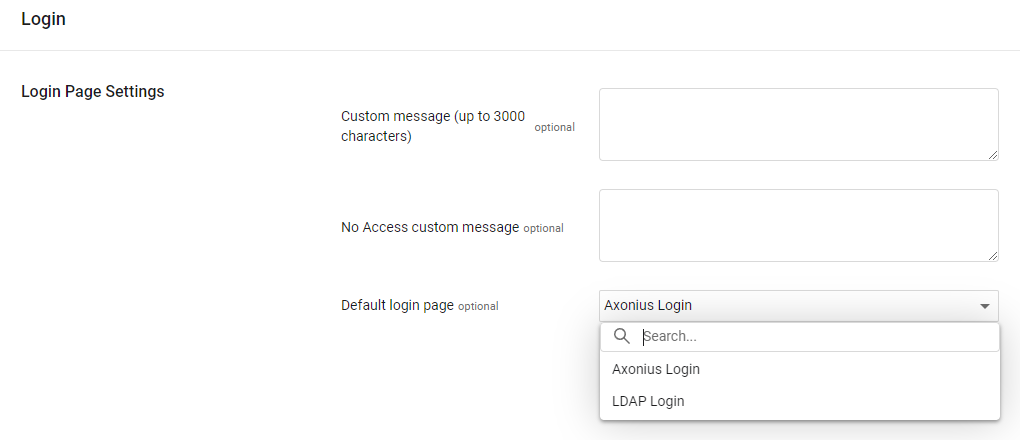 Login
Login Page Settings
Custom message (up to 3000
characters) optional
No Access custom message optional
Default login page optional
Axonius Login
Search...
Axonius Login
LDAP Login